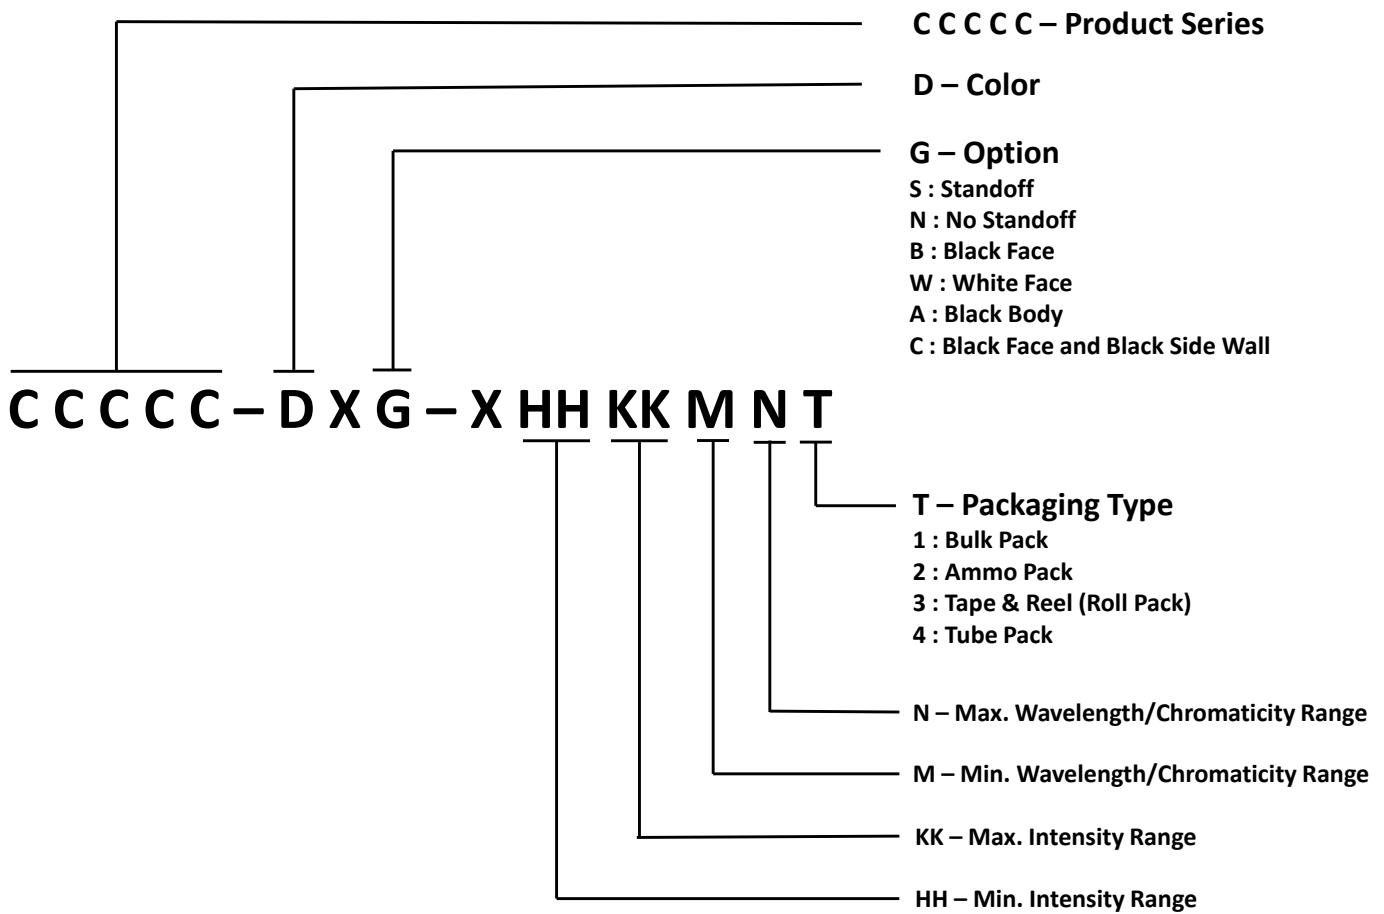 C C C C C – Product Series
D – Color
G – Option
S : Standoff
N : No Standoff
B : Black Face
W : White Face
A : Black Body
C : Black Face and Black Side Wall
C C C C C – D X G – X HH KK M N T
T – Packaging Type
1 : Bulk Pack
2 : Ammo Pack
3 : Tape & Reel (Roll Pack)
4 : Tube Pack
N – Max. Wavelength/Chromaticity Range
M – Min. Wavelength/Chromaticity Range
KK – Max. Intensity Range
HH – Min. Intensity Range